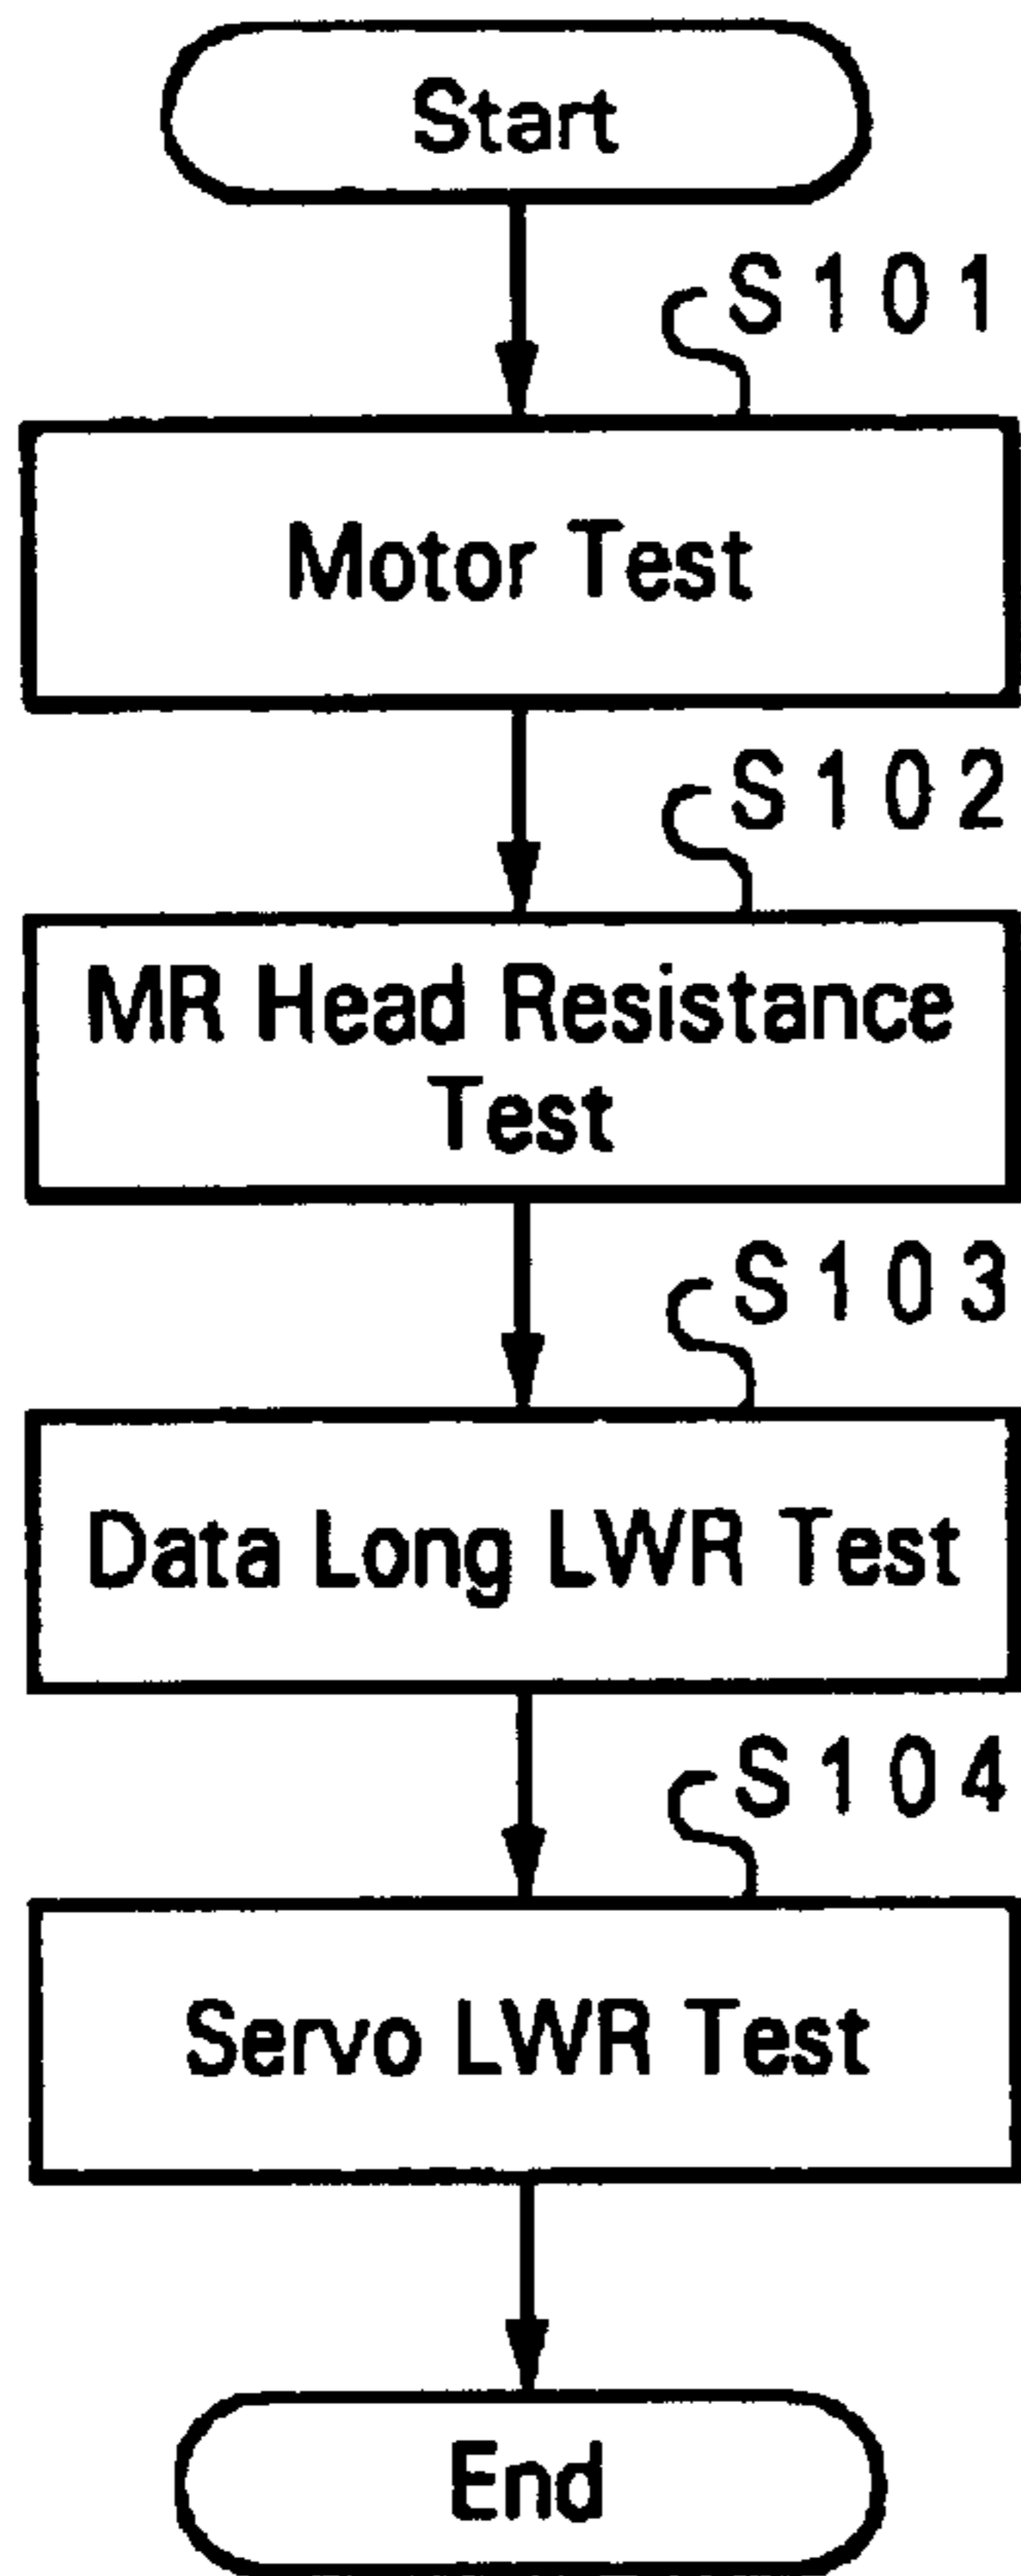 Start
S101
Motor Test
S102
MR Head Resistance
Test
S103
Data Long LWR Test
S104
Servo LWR Test
End